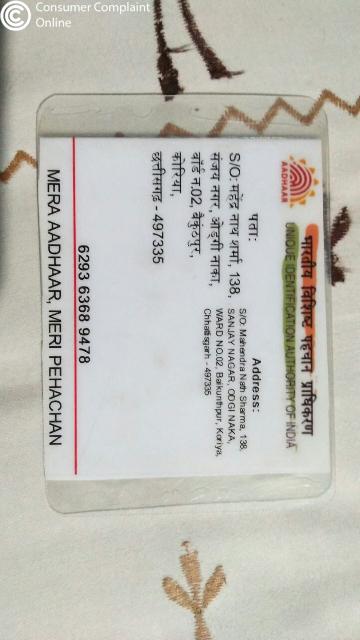 Consumer Complaint
Online
भारतीय विशिष्ट पहचान प्राधिकरण
UNIQUE IDENTIFICATION AUTHORITY OF INDIA
AADHAAR
पता:
S/O: महेंद्र नाथ शर्मा, 138,
संजय नगर, ओड़गी नाका,
वॉर्ड न.02, बैकुंठपुर,
कोरिया,
छत्तीसगढ़ - 497335
Address:
S/O: Mahendra Nath Sharma, 138,
SANJAY NAGAR, ODGI NAKA,
WARD NO.02, Baikunthpur, Koriya,
Chhattisgarh - 497335
6293 6368 9478
MERA AADHAAR, MERI PEHACHAN